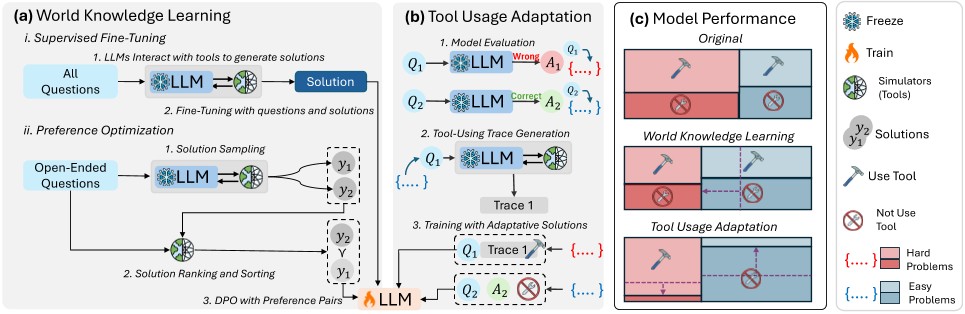 (a) World Knowledge Learning
i. Supervised Fine-Tuning
1. LLMs Interact with tools to generate solutions
All
Questions
LLM
Solution
2. Fine-Tuning with questions and solutions
ii. Preference Optimization
1. Solution Sampling
Open-Ended
Questions
LLM
y1
y2
y2
Y
y1
2. Solution Ranking and Sorting
3. DPO with Preference Pairs
LLM
(b) Tool Usage Adaptation
1. Model Evaluation
Q1
LLM
Wrong
A1
Q1
{...,}
Q2
LLM
Correct
A2
Q2
{...,}
2. Tool-Using Trace Generation
Q1
LLM
{....}
Trace 1
3. Training with Adaptive Solutions
Q1
Trace 1
{....}
Q2
A2
{....}
(c) Model Performance
Original
World Knowledge Learning
Tool Usage Adaptation
Freeze
Train
Simulators
(Tools)
y2
y1
Solutions
Use Tool
Not Use
Tool
{....}
Hard
Problems
{....}
Easy
Problems